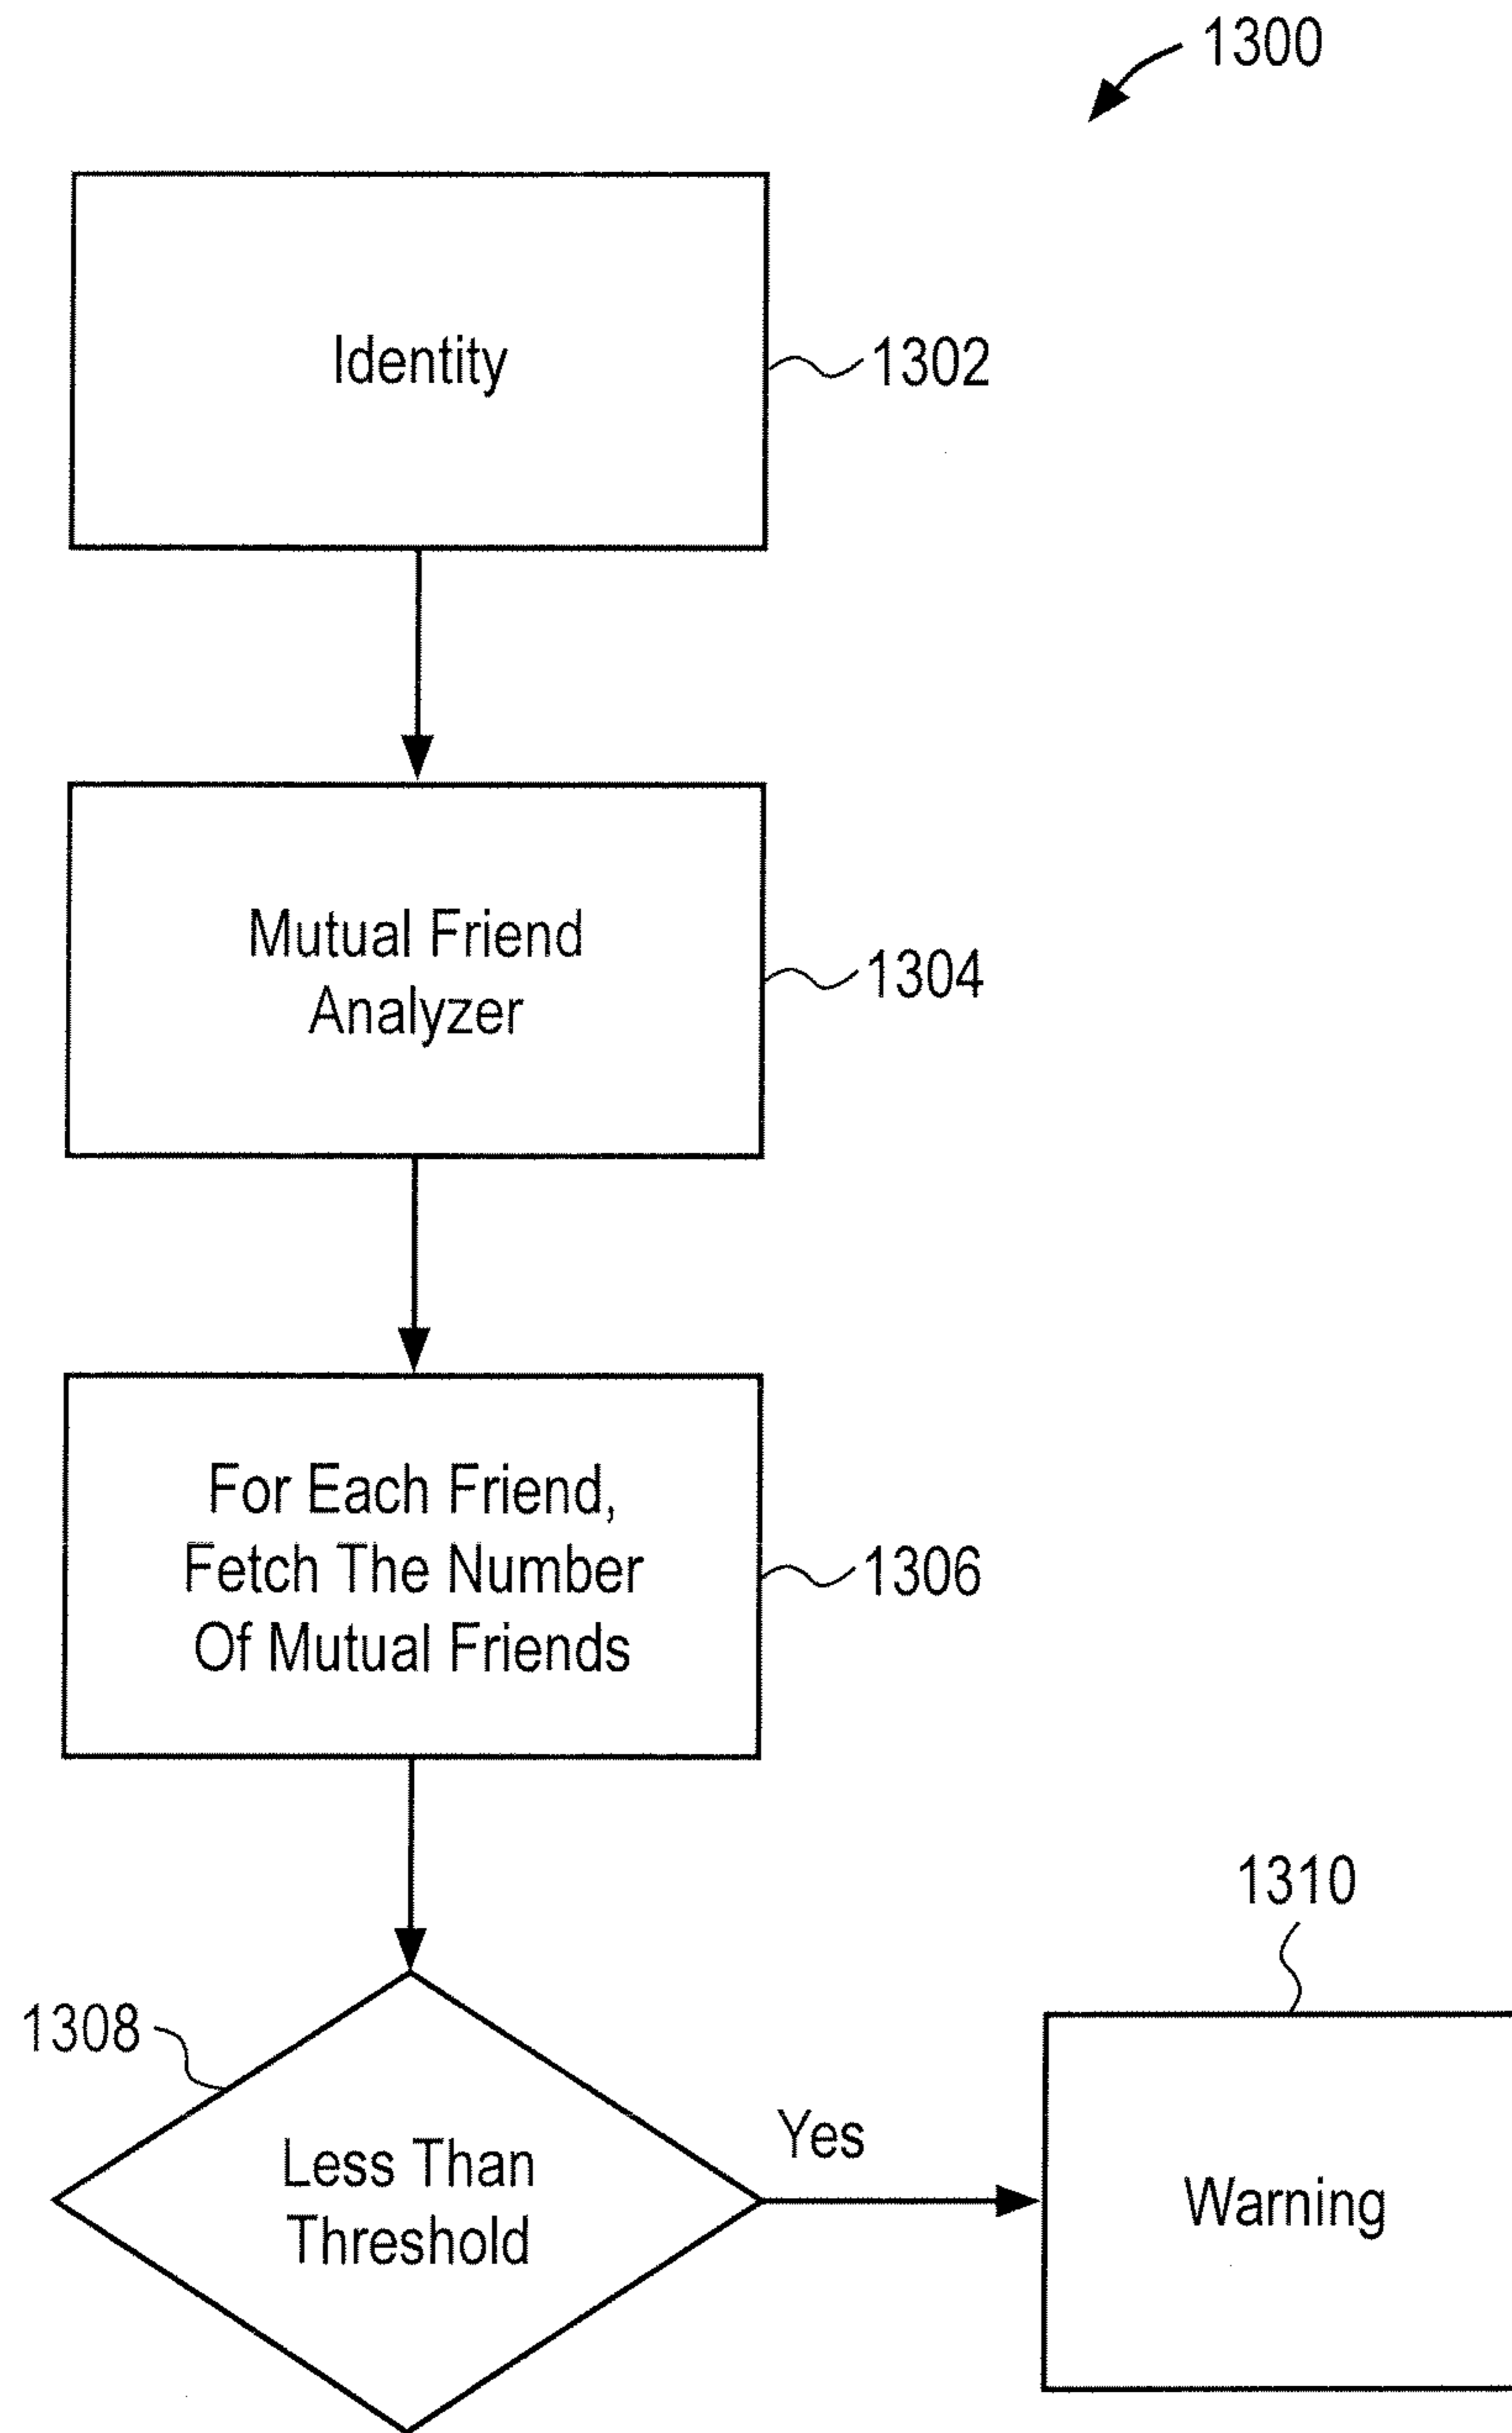 1300
Identity
1302
Mutual Friend
Analyzer
1304
For Each Friend,
Fetch The Number
Of Mutual Friends
1306
1308
Less Than
Threshold
Yes
1310
Warning